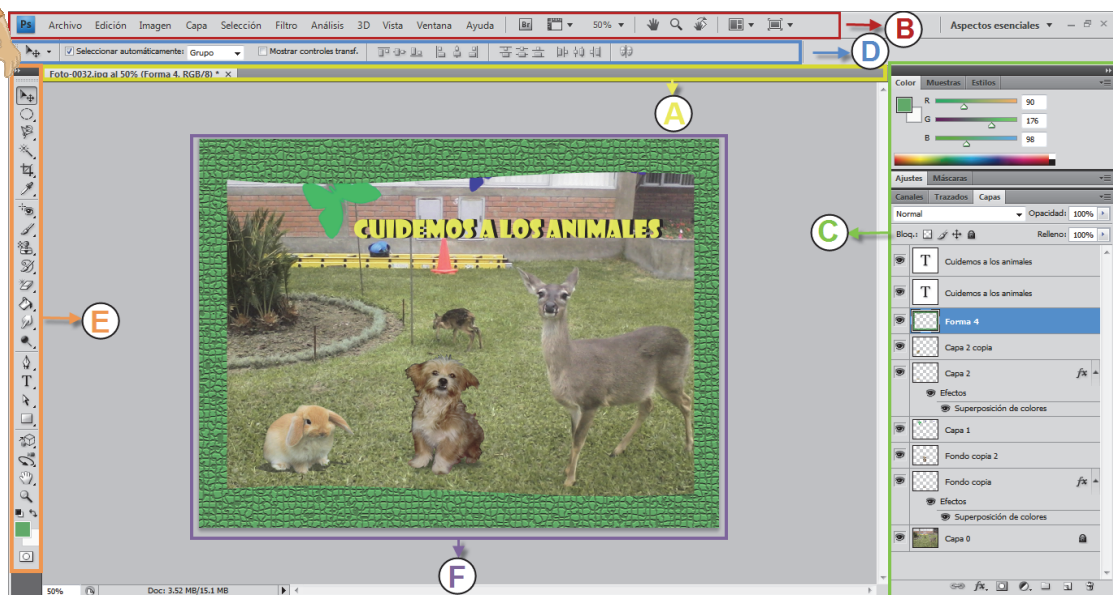 Ps Archivo Edición Imagen Capa Selección Filtro Análisis 3D Vista Ventana Ayuda Br 50% B Aspectos esenciales
Seleccionar automáticamente: Grupo Mostrar controles transf. D
Foto-0032.jpg al 50% (Forma 4, RGB/8) * x
A
Color Muestras Estilos
R 90
G 176
B 98
Ajustes Máscaras
Canales Trazados Capas
Normal Opacidad: 100%
C
Bloq.: Relleno: 100%
CUIDEMOS A LOS ANIMALES
T Cuidemos a los animales
T Cuidemos a los animales
E
Forma 4
Capa 2 copia
Capa 2 fx
Efectos
Superposición de colores
Capa 1
Fondo copia 2
Fondo copia fx
Efectos
Superposición de colores
Capa 0
T
F
50% Doc: 3.52 MB/15.1 MB
fx.